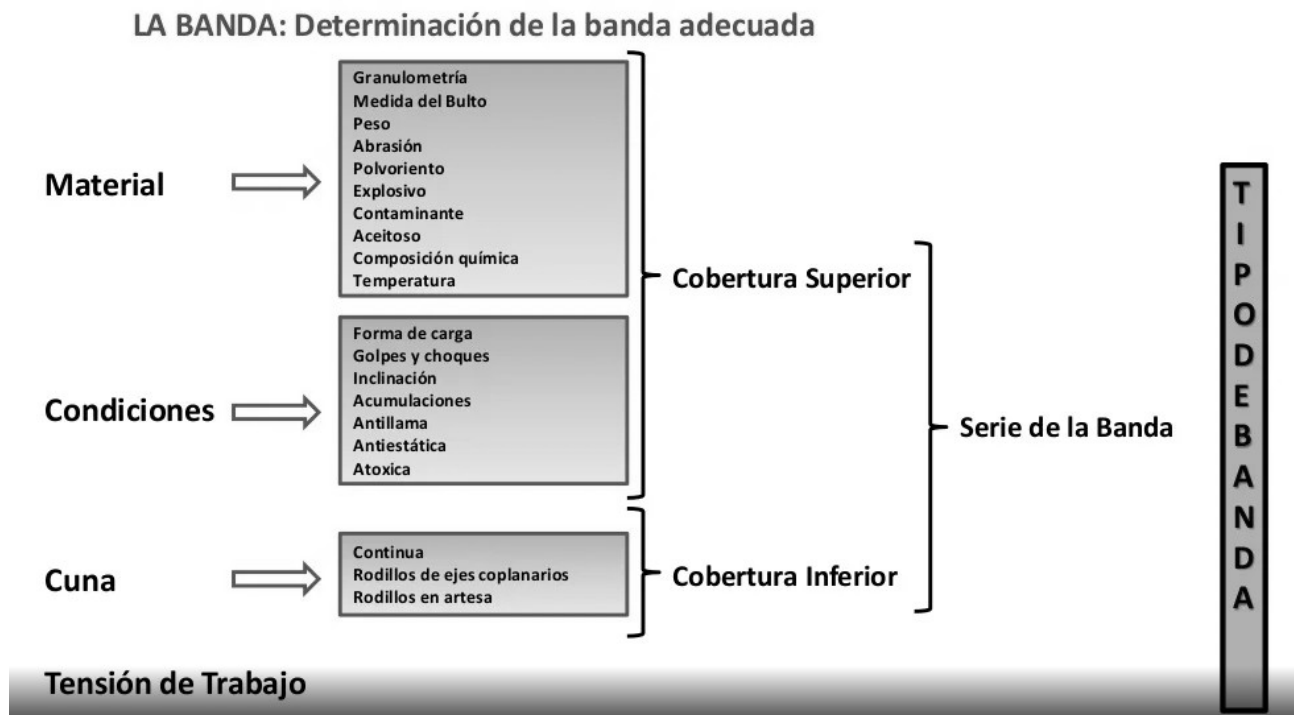 LA BANDA: Determinación de la banda adecuada
Material
Granulometría
Medida del Bulto
Peso
Abrasión
Polvoriento
Explosivo
Contaminante
Aceitoso
Composición química
Temperatura
Condiciones
Forma de carga
Golpes y choques
Inclinación
Acumulaciones
Antillama
Antiestática
Atoxica
Cobertura Superior
Cuna
Continua
Rodillos de ejes coplanarios
Rodillos en artesa
Cobertura Inferior
Serie de la Banda
Tensión de Trabajo
TIPODEBANDA